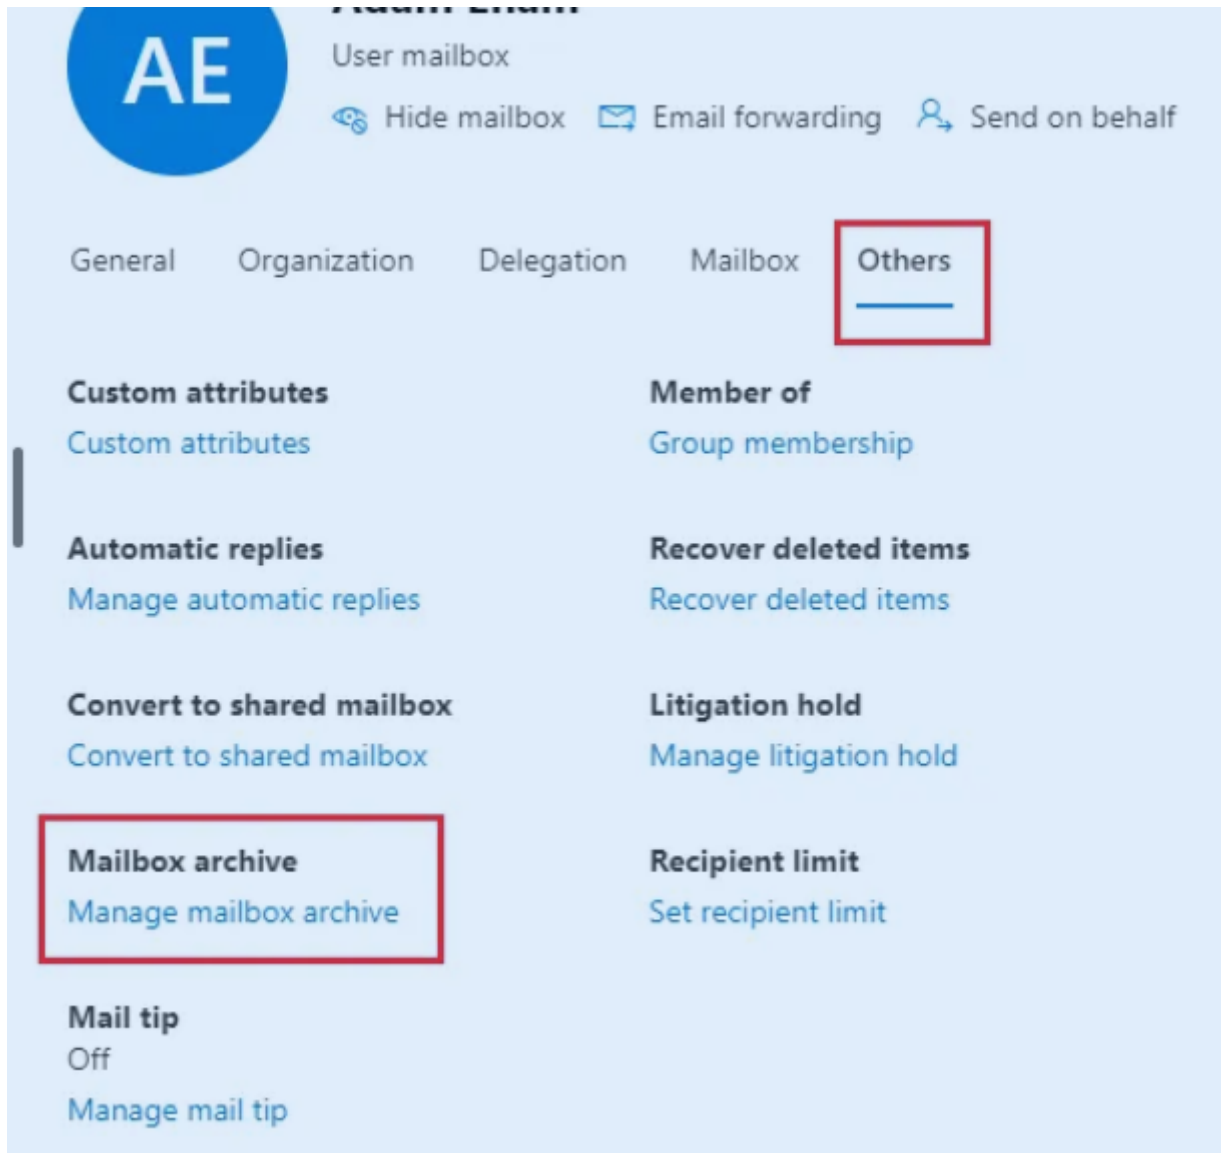 AE
User mailbox
Hide mailbox Email forwarding Send on behalf
General Organization Delegation Mailbox Others
Custom attributes
Custom attributes
Member of
Group membership
Automatic replies
Manage automatic replies
Recover deleted items
Recover deleted items
Convert to shared mailbox
Convert to shared mailbox
Litigation hold
Manage litigation hold
Mailbox archive
Manage mailbox archive
Recipient limit
Set recipient limit
Mail tip
Off
Manage mail tip